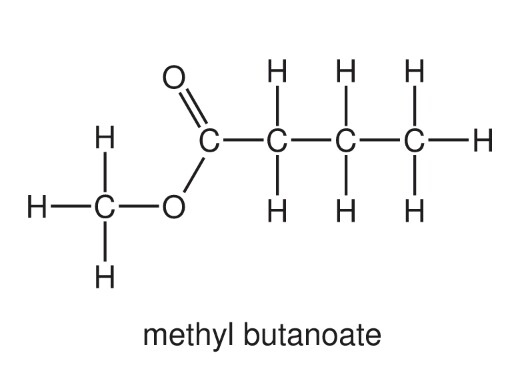 O H H H
H C C C C H
H C O H H H
H
methyl butanoate